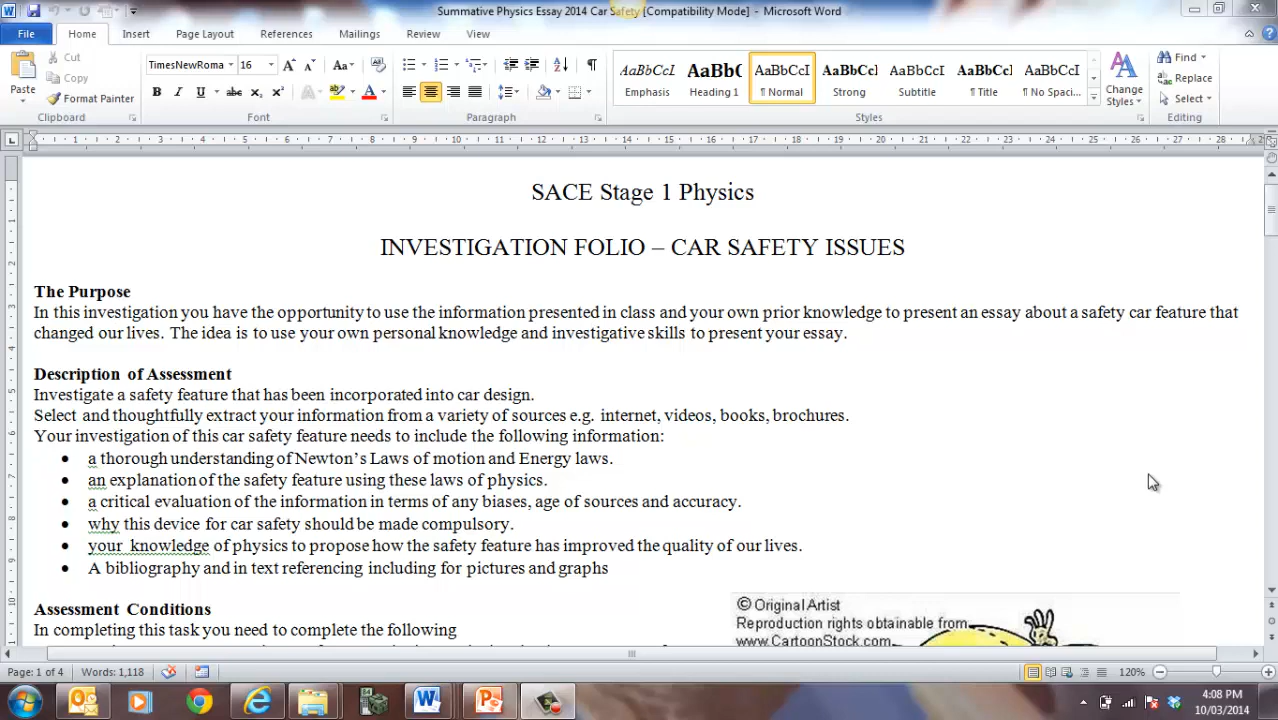 Summative Physics Essay 2014 Car Safety [Compatibility Mode] - Microsoft Word
File Home Insert Page Layout References Mailings Review View
Paste
Cut
Copy
Format Painter
Clipboard
TimesNewRoma 16
Font
Paragraph
AaBbCcI AaBb( AaBbCcI AaBbCcI AaBbCcI AaBbCcI AaBbCcI
Emphasis Heading 1 ¶ Normal Strong Subtitle ¶ Title ¶ No Spaci...
Styles
Change Styles
Find
Replace
Select
Editing
SACE Stage 1 Physics
INVESTIGATION FOLIO – CAR SAFETY ISSUES
The Purpose
In this investigation you have the opportunity to use the information presented in class and your own prior knowledge to present an essay about a safety car feature that
changed our lives. The idea is to use your own personal knowledge and investigative skills to present your essay.
Description of Assessment
Investigate a safety feature that has been incorporated into car design.
Select and thoughtfully extract your information from a variety of sources e.g. internet, videos, books, brochures.
Your investigation of this car safety feature needs to include the following information:
• a thorough understanding of Newton's Laws of motion and Energy laws.
• an explanation of the safety feature using these laws of physics.
• a critical evaluation of the information in terms of any biases, age of sources and accuracy.
• why this device for car safety should be made compulsory.
• your knowledge of physics to propose how the safety feature has improved the quality of our lives.
• A bibliography and in text referencing including for pictures and graphs
Assessment Conditions
In completing this task you need to complete the following
© Original Artist
Reproduction rights obtainable from
www.CartoonStock.com
Page: 1 of 4 Words: 1,118 120%
4:08 PM
10/03/2014